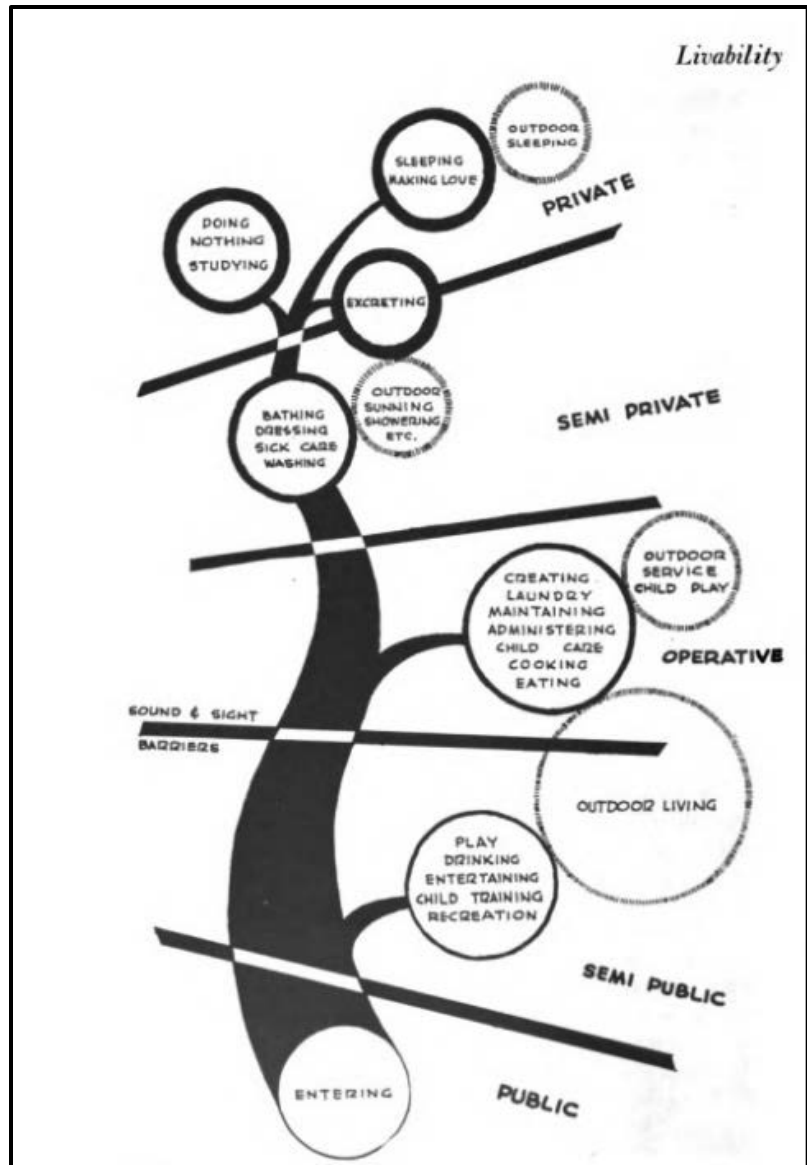 Livability
OUTDOOR
SLEEPING
SLEEPING
MAKING LOVE
PRIVATE
DOING
NOTHING
STUDYING
EXCRETING
OUTDOOR
SUNNING
SHOWERING
ETC.
BATHING
DRESSING
SICK CARE
WASHING
SEMI PRIVATE
OUTDOOR
SERVICE
CHILD PLAY
CREATING
LAUNDRY
MAINTAINING
ADMINISTERING
CHILD CARE
COOKING
EATING
OPERATIVE
SOUND & SIGHT
BARRIERS
OUTDOOR LIVING
PLAY
DRINKING
ENTERTAINING
CHILD TRAINING
RECREATION
SEMI PUBLIC
ENTERING
PUBLIC